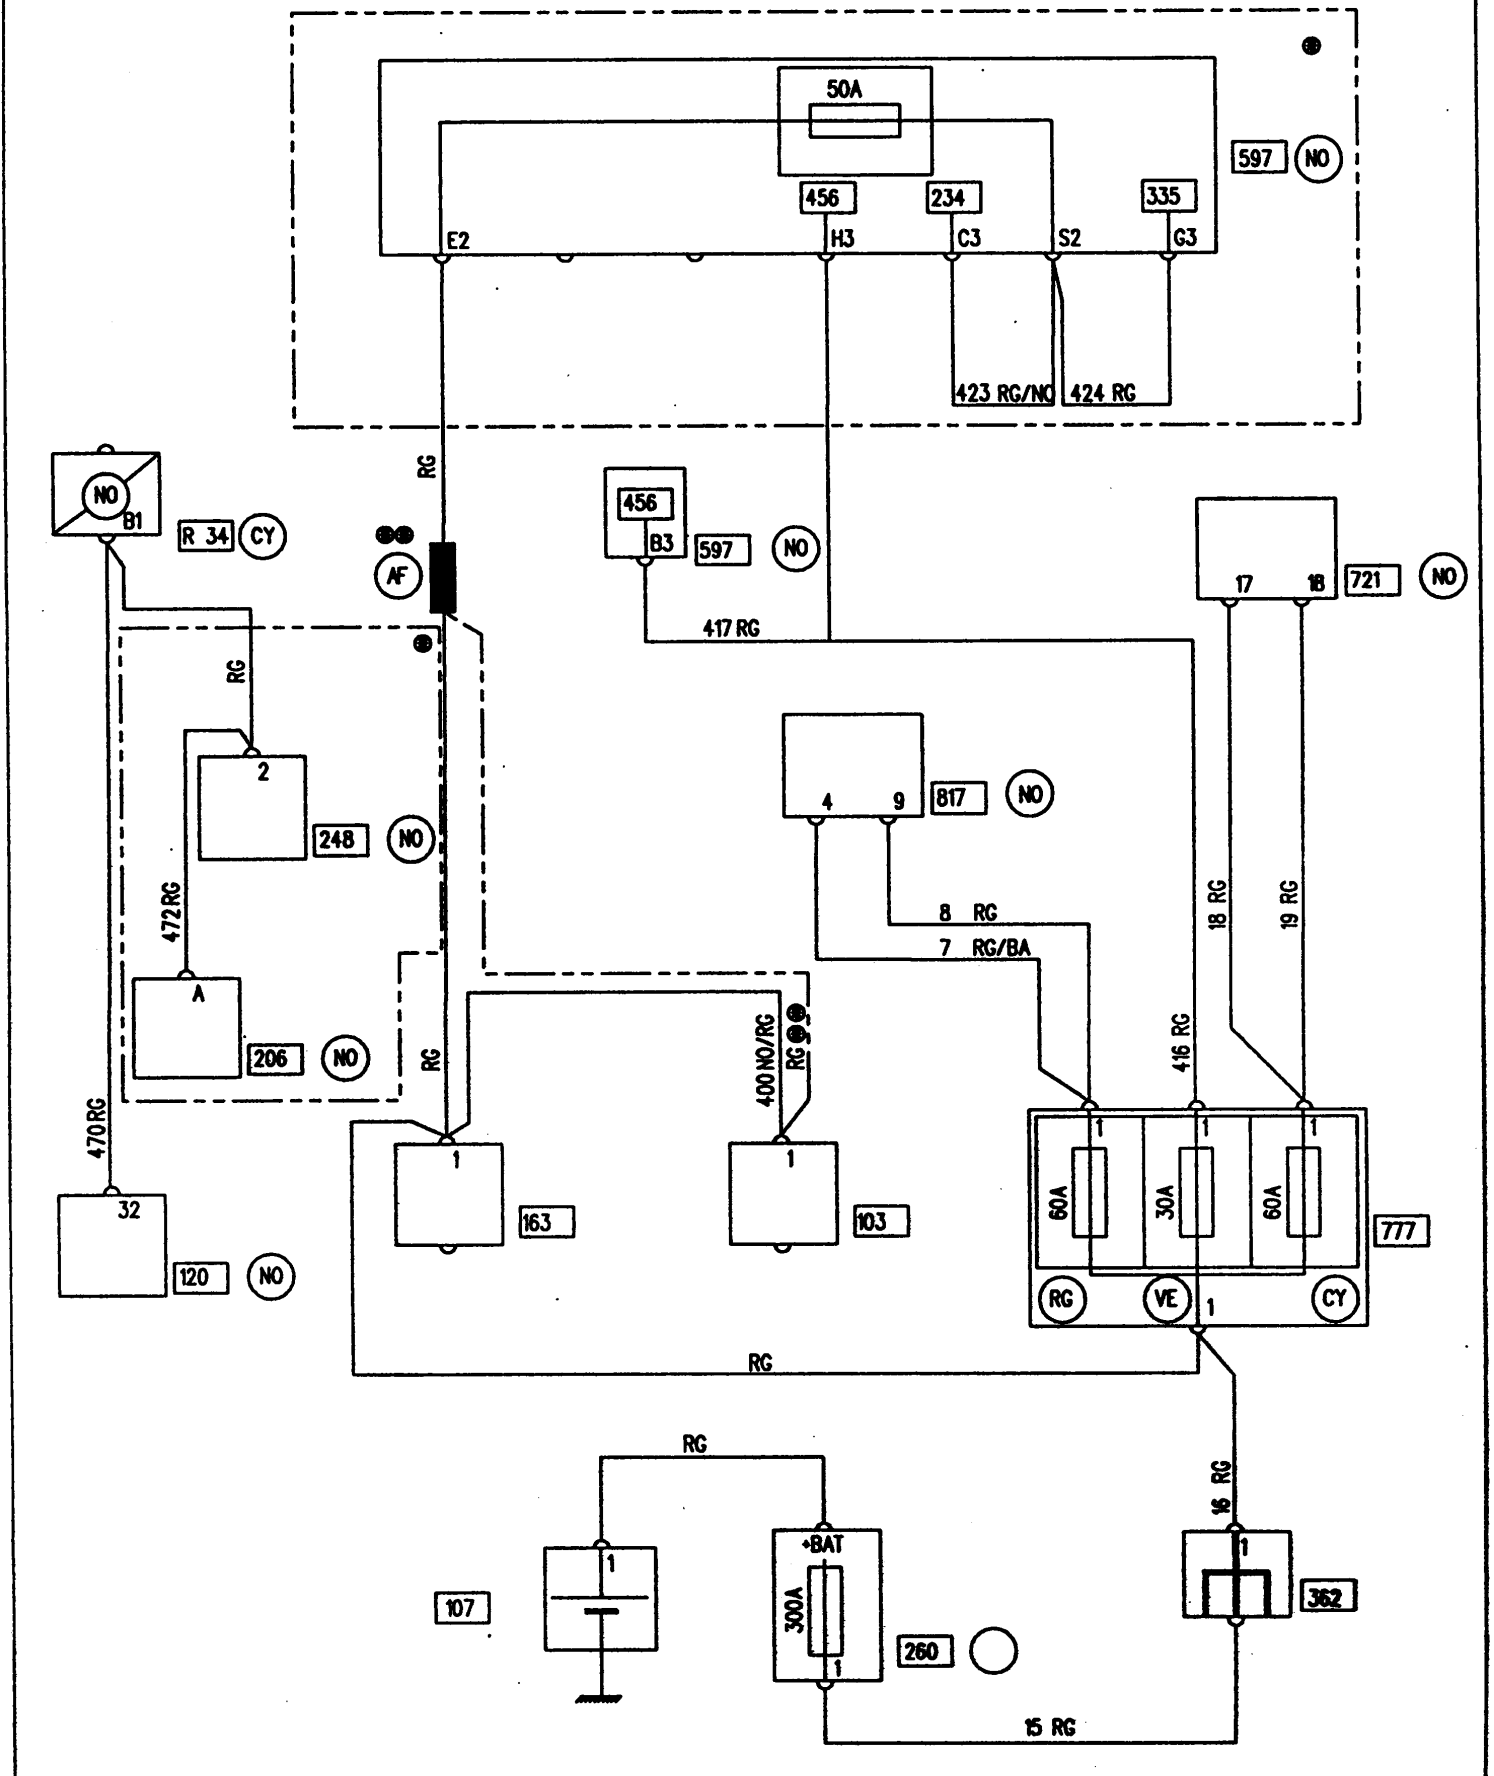 50A
597 NO
456 234 335
E2 H3 C3 S2 G3
423 RG/NO 424 RG
RG
NO
B1
R 34 CY
AF
456
B3
597 NO
17 18
721 NO
417 RG
RG
2
248 NO
472 RG
A
206 NO
4 9
817 NO
8 RG
7 RG/BA
18 RG
19 RG
416 RG
400 NO/RG
RG
RG
470 RG
32
120 NO
1
163
1
103
1 1 1
60A 30A 60A
777
RG VE CY
1
RG
RG
16 RG
1
107
+BAT
300A
1
260
1
362
15 RG